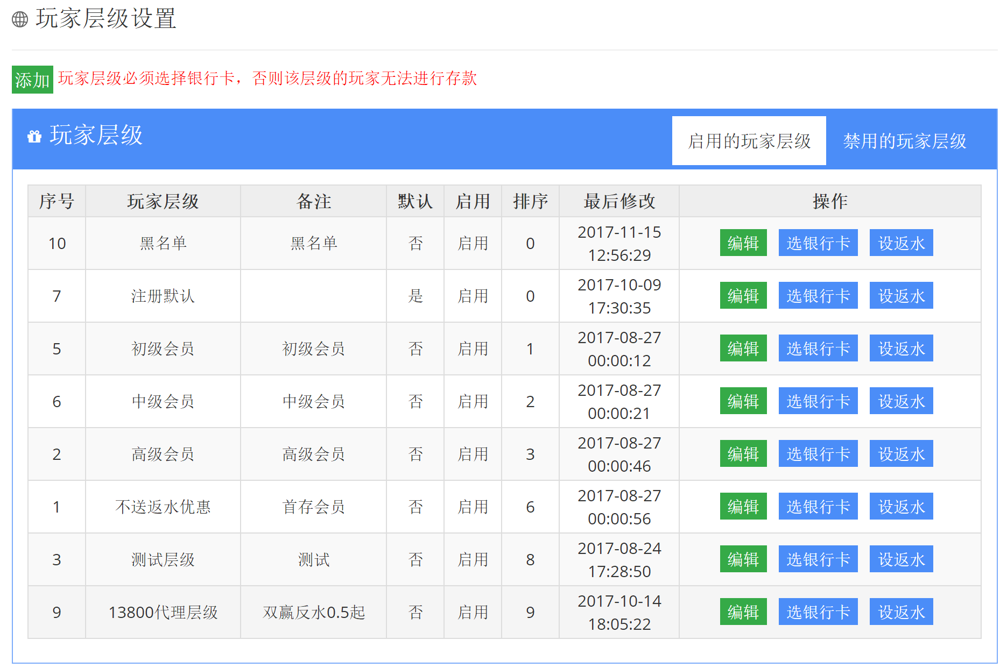 玩家层级设置
添加 玩家层级必须选择银行卡，否则该层级的玩家无法进行存款
玩家层级 启用的玩家层级 禁用的玩家层级
序号 玩家层级 备注 默认 启用 排序 最后修改 操作
10 黑名单 黑名单 否 启用 0 2017-11-15 12:56:29 编辑 选银行卡 设返水
7 注册默认 是 启用 0 2017-10-09 17:30:35 编辑 选银行卡 设返水
5 初级会员 初级会员 否 启用 1 2017-08-27 00:00:12 编辑 选银行卡 设返水
6 中级会员 中级会员 否 启用 2 2017-08-27 00:00:21 编辑 选银行卡 设返水
2 高级会员 高级会员 否 启用 3 2017-08-27 00:00:46 编辑 选银行卡 设返水
1 不送返水优惠 首存会员 否 启用 6 2017-08-27 00:00:56 编辑 选银行卡 设返水
3 测试层级 测试 否 启用 8 2017-08-24 17:28:50 编辑 选银行卡 设返水
9 13800代理层级 双赢反水0.5起 否 启用 9 2017-10-14 18:05:22 编辑 选银行卡 设返水